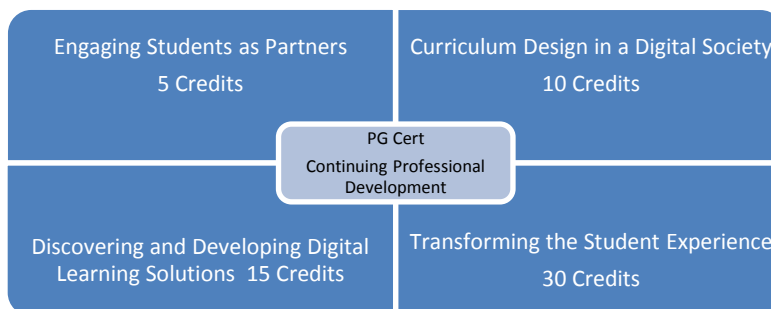 Engaging Students as Partners
5 Credits
Curriculum Design in a Digital Society
10 Credits
PG Cert
Continuing Professional
Development
Discovering and Developing Digital
Learning Solutions 15 Credits
Transforming the Student Experience
30 Credits